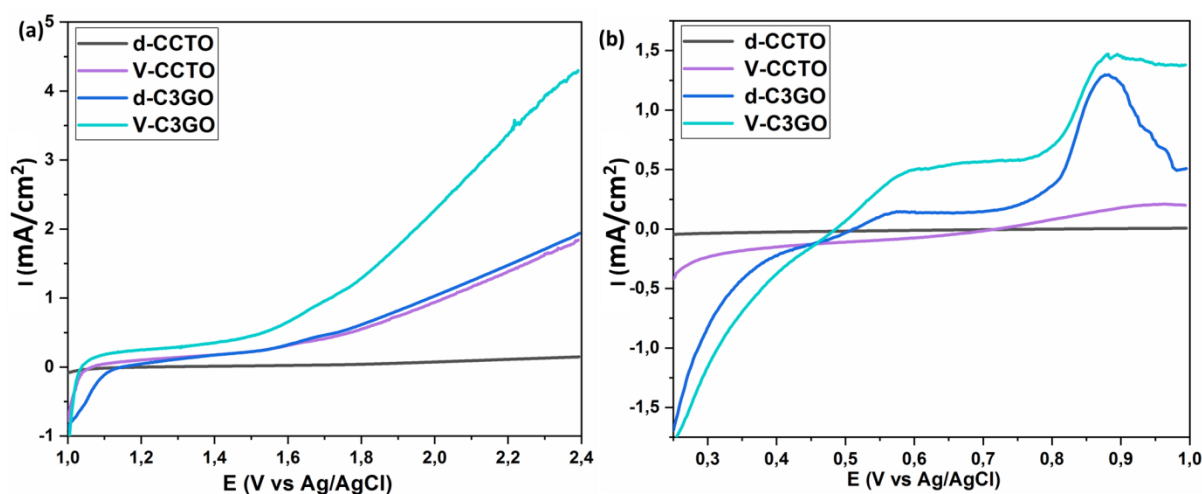 (a)
d-CCTO
V-CCTO
d-C3GO
V-C3GO
I (mA/cm²)
5
4
3
2
1
0
-1
1,0 1,2 1,4 1,6 1,8 2,0 2,2 2,4
E (V vs Ag/AgCl)
(b)
d-CCTO
V-CCTO
d-C3GO
V-C3GO
I (mA/cm²)
1,5
1,0
0,5
0,0
-0,5
-1,0
-1,5
0,3 0,4 0,5 0,6 0,7 0,8 0,9 1,0
E (V vs Ag/AgCl)